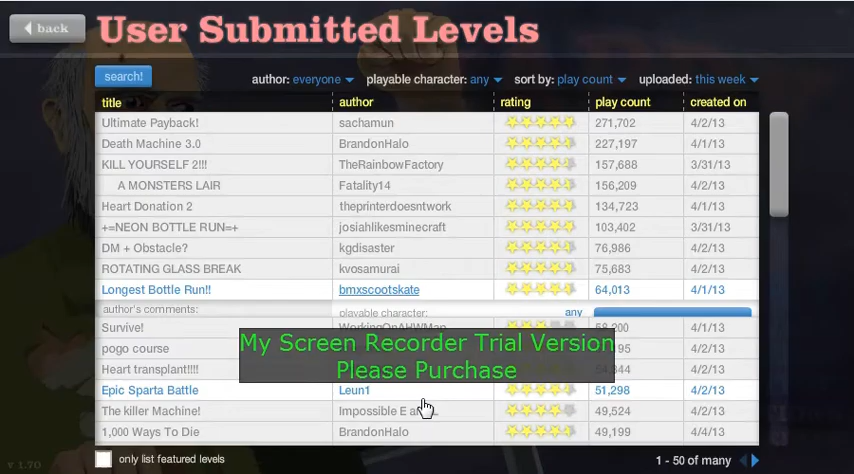 back
User Submitted Levels
search! author: everyone playable character: any sort by: play count uploaded: this week
title author rating play count created on
Ultimate Payback! sachamun 271,702 4/2/13
Death Machine 3.0 BrandonHalo 227,197 4/1/13
KILL YOURSELF 2!!! TheRainbowFactory 157,688 3/31/13
A MONSTERS LAIR Fatality14 156,209 4/2/13
Heart Donation 2 theprinterdoesntwork 134,723 4/1/13
+=NEON BOTTLE RUN=+ josiahlikesminecraft 103,402 3/31/13
DM + Obstacle? kgdisaster 76,986 4/2/13
ROTATING GLASS BREAK kvosamurai 75,683 4/2/13
Longest Bottle Run!! bmxscootskate 64,013 4/1/13
author's comments: playable character: any
Survive! WorkingOnAHWMap 4/1/13
pogo course 4/2/13
Heart transplant!!!! 4/2/13
My Screen Recorder Trial Version
Please Purchase
Epic Sparta Battle Leun1 51,298 4/2/13
The killer Machine! Impossible E 49,524 4/2/13
1,000 Ways To Die BrandonHalo 49,199 4/4/13
only list featured levels 1 - 50 of many
v 1.70